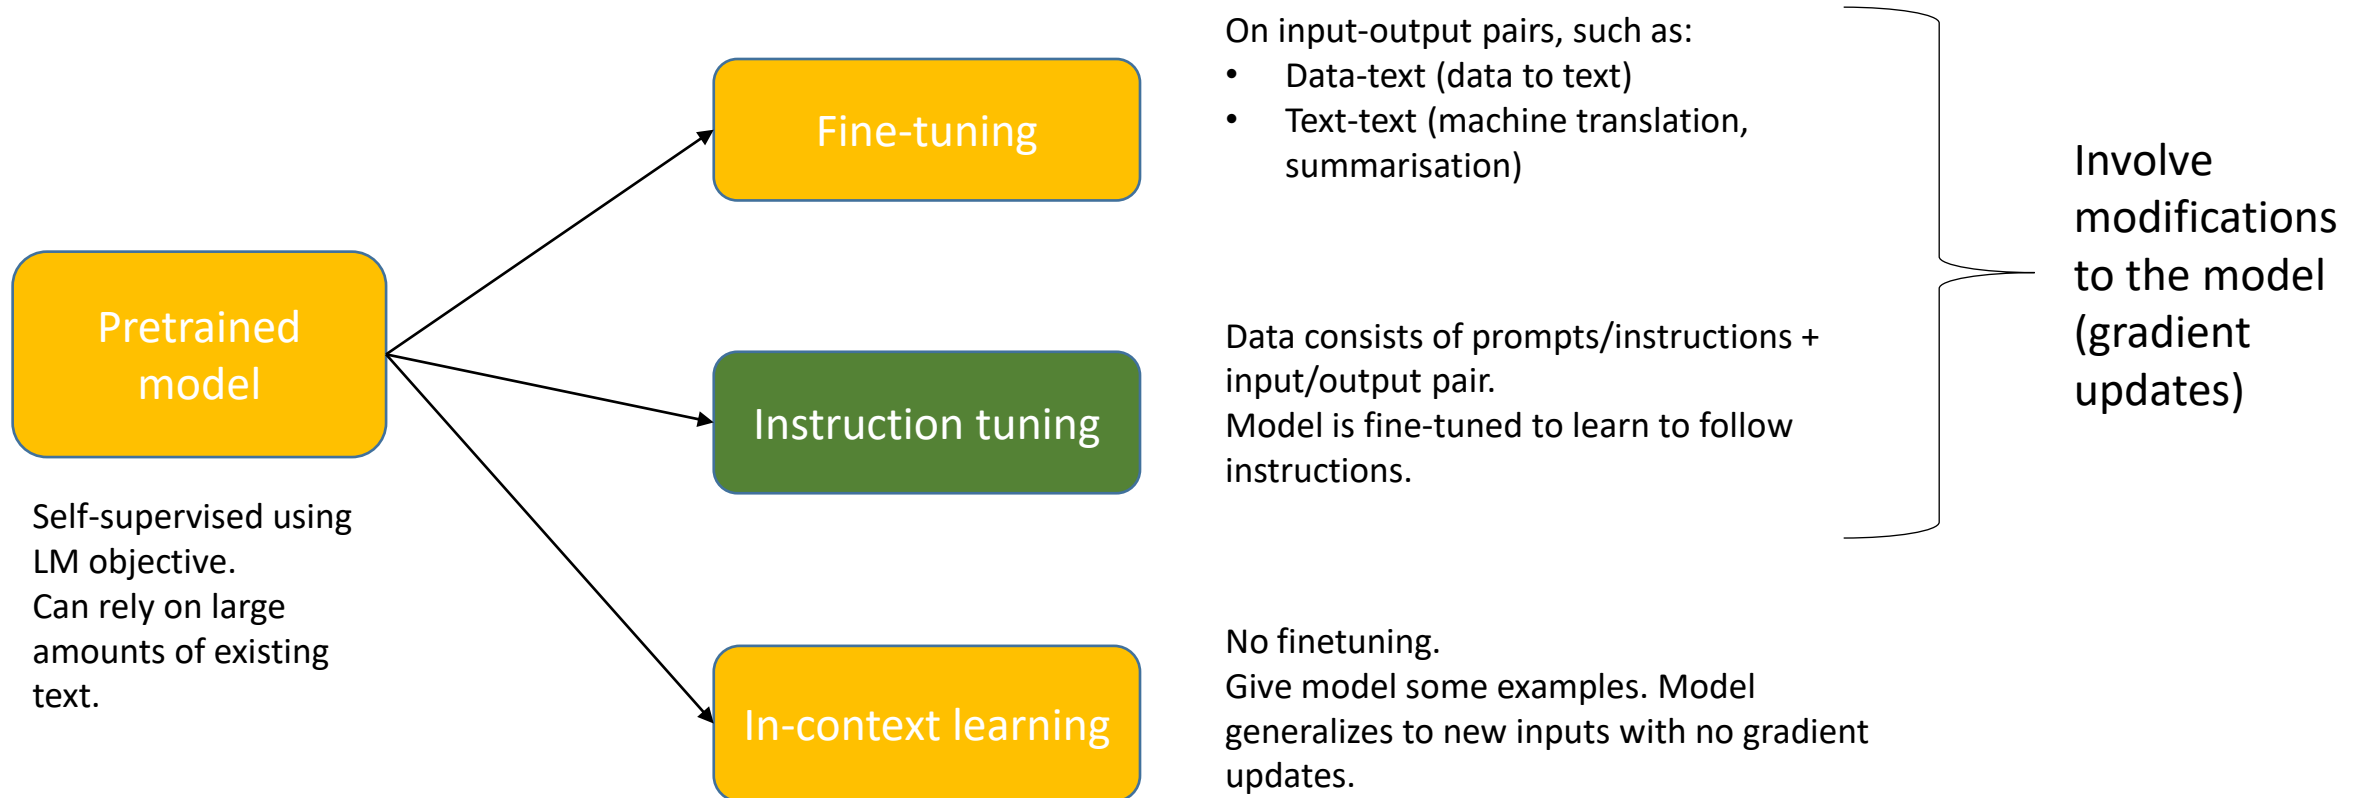 Pretrained
model
Self-supervised using
LM objective.
Can rely on large
amounts of existing
text.
Fine-tuning
On input-output pairs, such as:
• Data-text (data to text)
• Text-text (machine translation,
summarisation)
Instruction tuning
Data consists of prompts/instructions +
input/output pair.
Model is fine-tuned to learn to follow
instructions.
In-context learning
No finetuning.
Give model some examples. Model
generalizes to new inputs with no gradient
updates.
Involve
modifications
to the model
(gradient
updates)